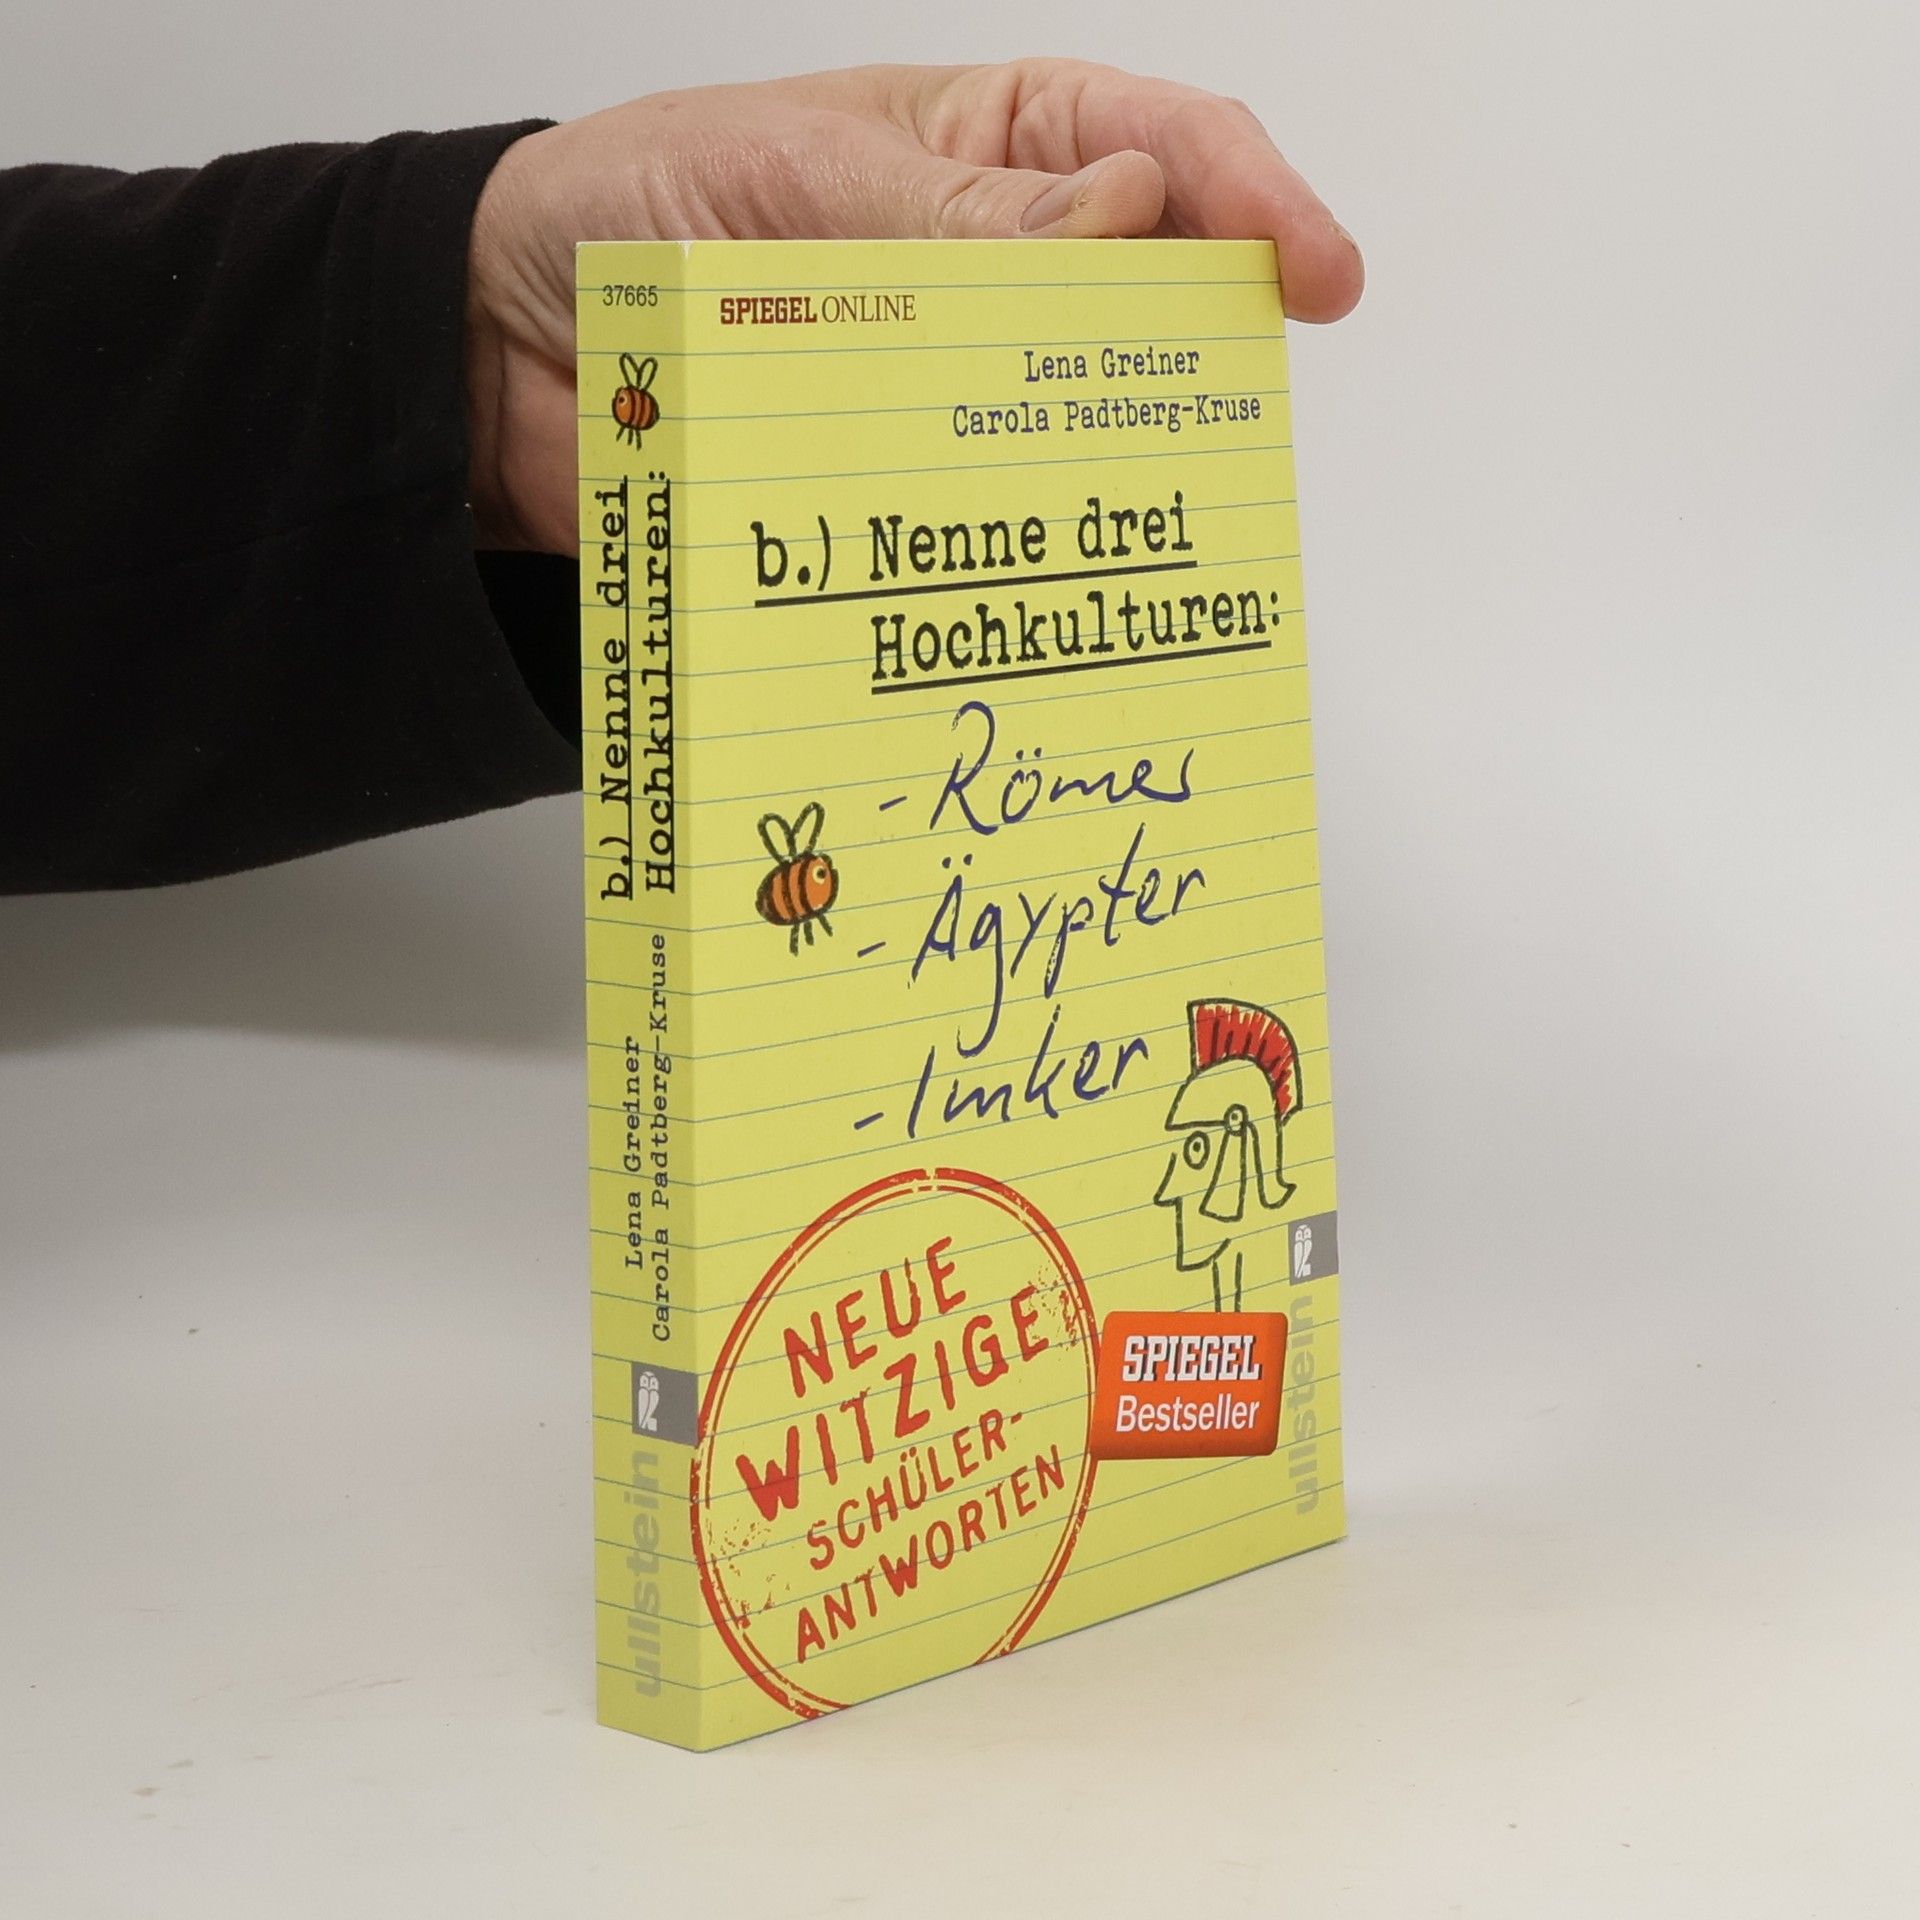 37665
b.) Nenne drei
Hochkulturen:
Lena Greiner
Carola Padtberg-Kruse
ullstein
SPIEGEL ONLINE
Lena Greiner
Carola Padtberg-Kruse
b.) Nenne drei
Hochkulturen:
- Römer
- Ägypter
- Imker
NEUE
WITZIGE
SCHÜLER-
ANTWORTEN
SPIEGEL
Bestseller
ullstein